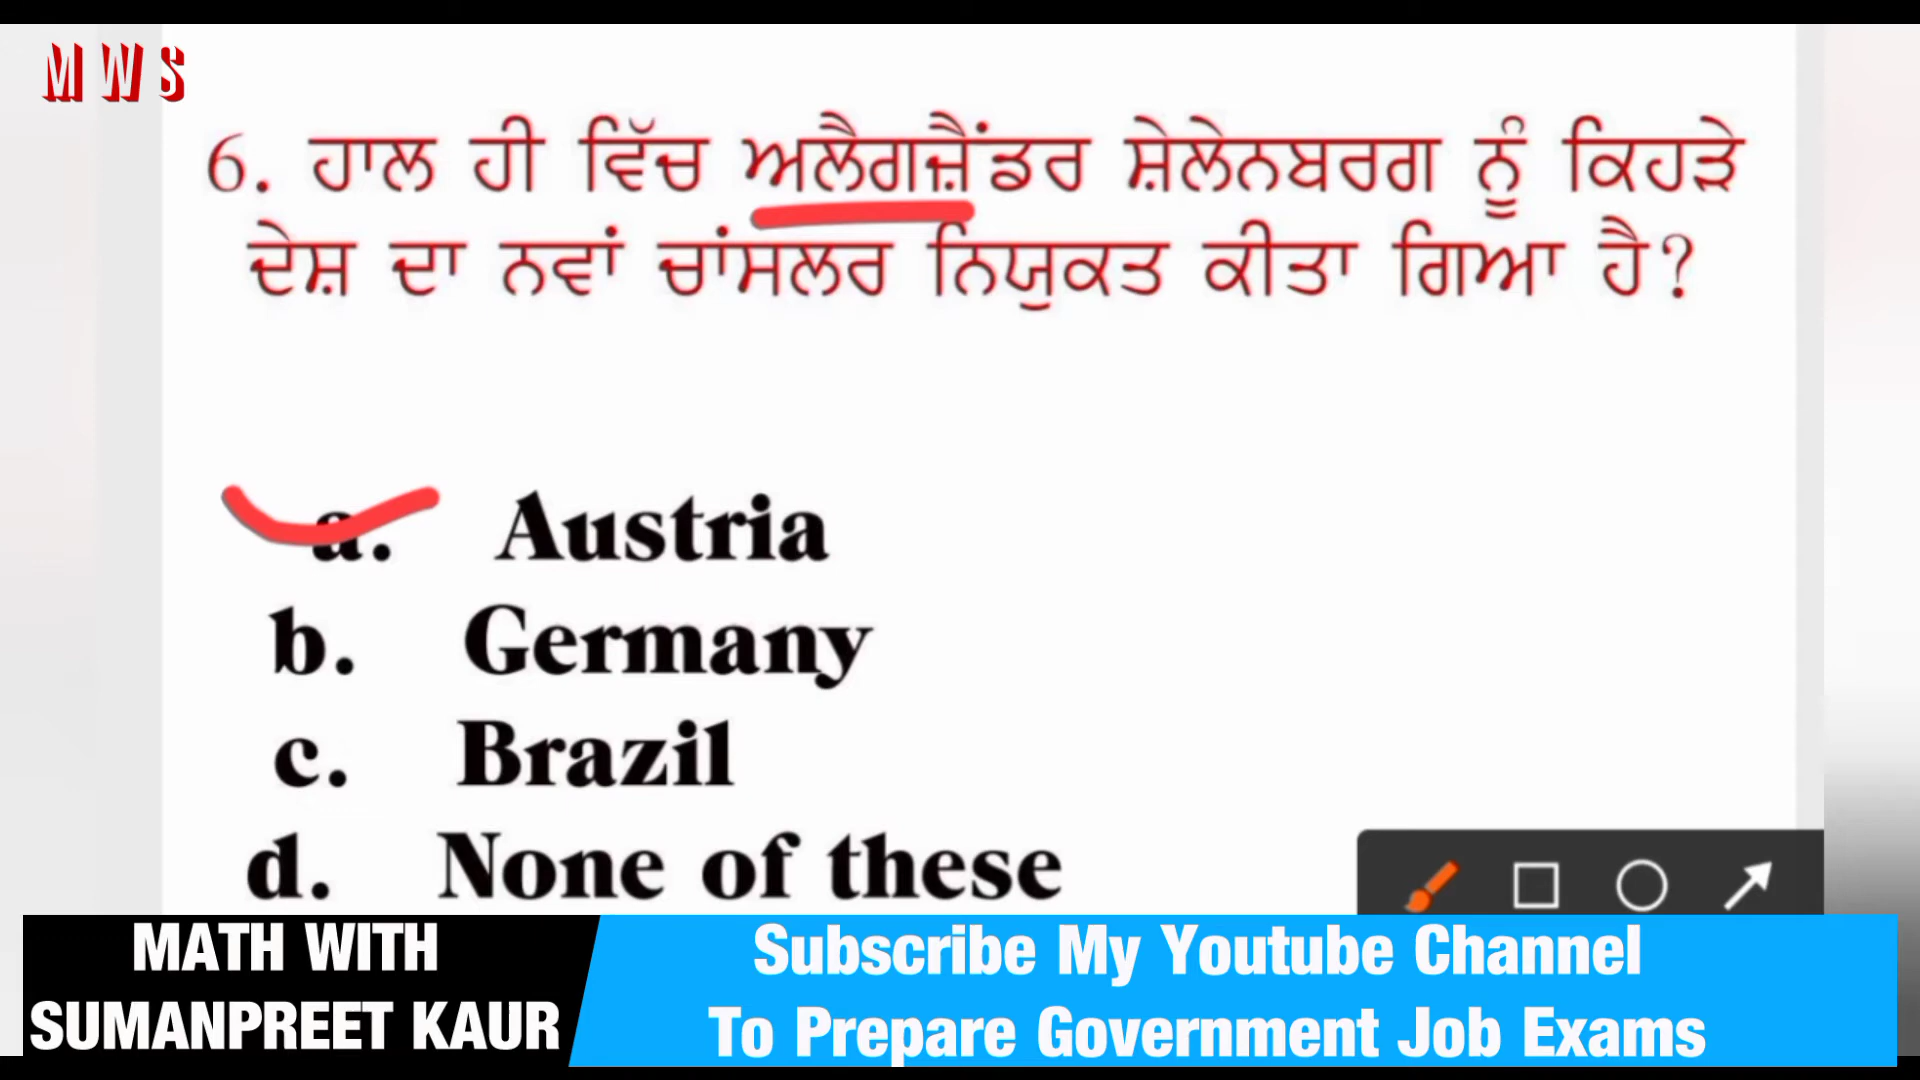 MWS
6. ਹਾਲ ਹੀ ਵਿੱਚ ਅਲੈਗਜ਼ੈਂਡਰ ਸ਼ੇਲੇਨਬਰਗ ਨੂੰ ਕਿਹੜੇ
ਦੇਸ਼ ਦਾ ਨਵਾਂ ਚਾਂਸਲਰ ਨਿਯੁਕਤ ਕੀਤਾ ਗਿਆ ਹੈ?
a. Austria
b. Germany
c. Brazil
d. None of these
MATH WITH
SUMANPREET KAUR
Subscribe My Youtube Channel
To Prepare Government Job Exams